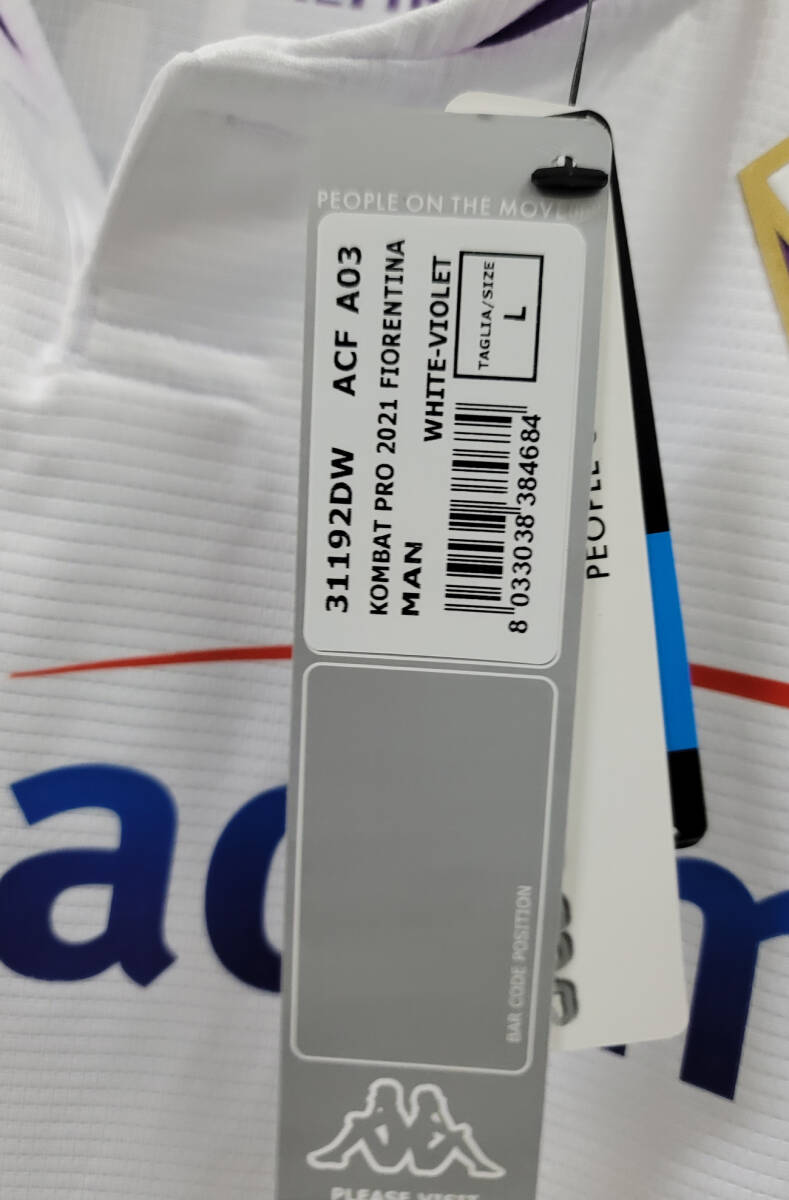 PEOPLE ON THE MOVE
31192DW ACF A03
KOMBAT PRO 2021 FIORENTINA
MAN WHITE-VIOLET
TAGLIA/SIZE
L
8 033038 384684
BAR CODE POSITION
PLEASE VISIT
PEOPLE
ac
m